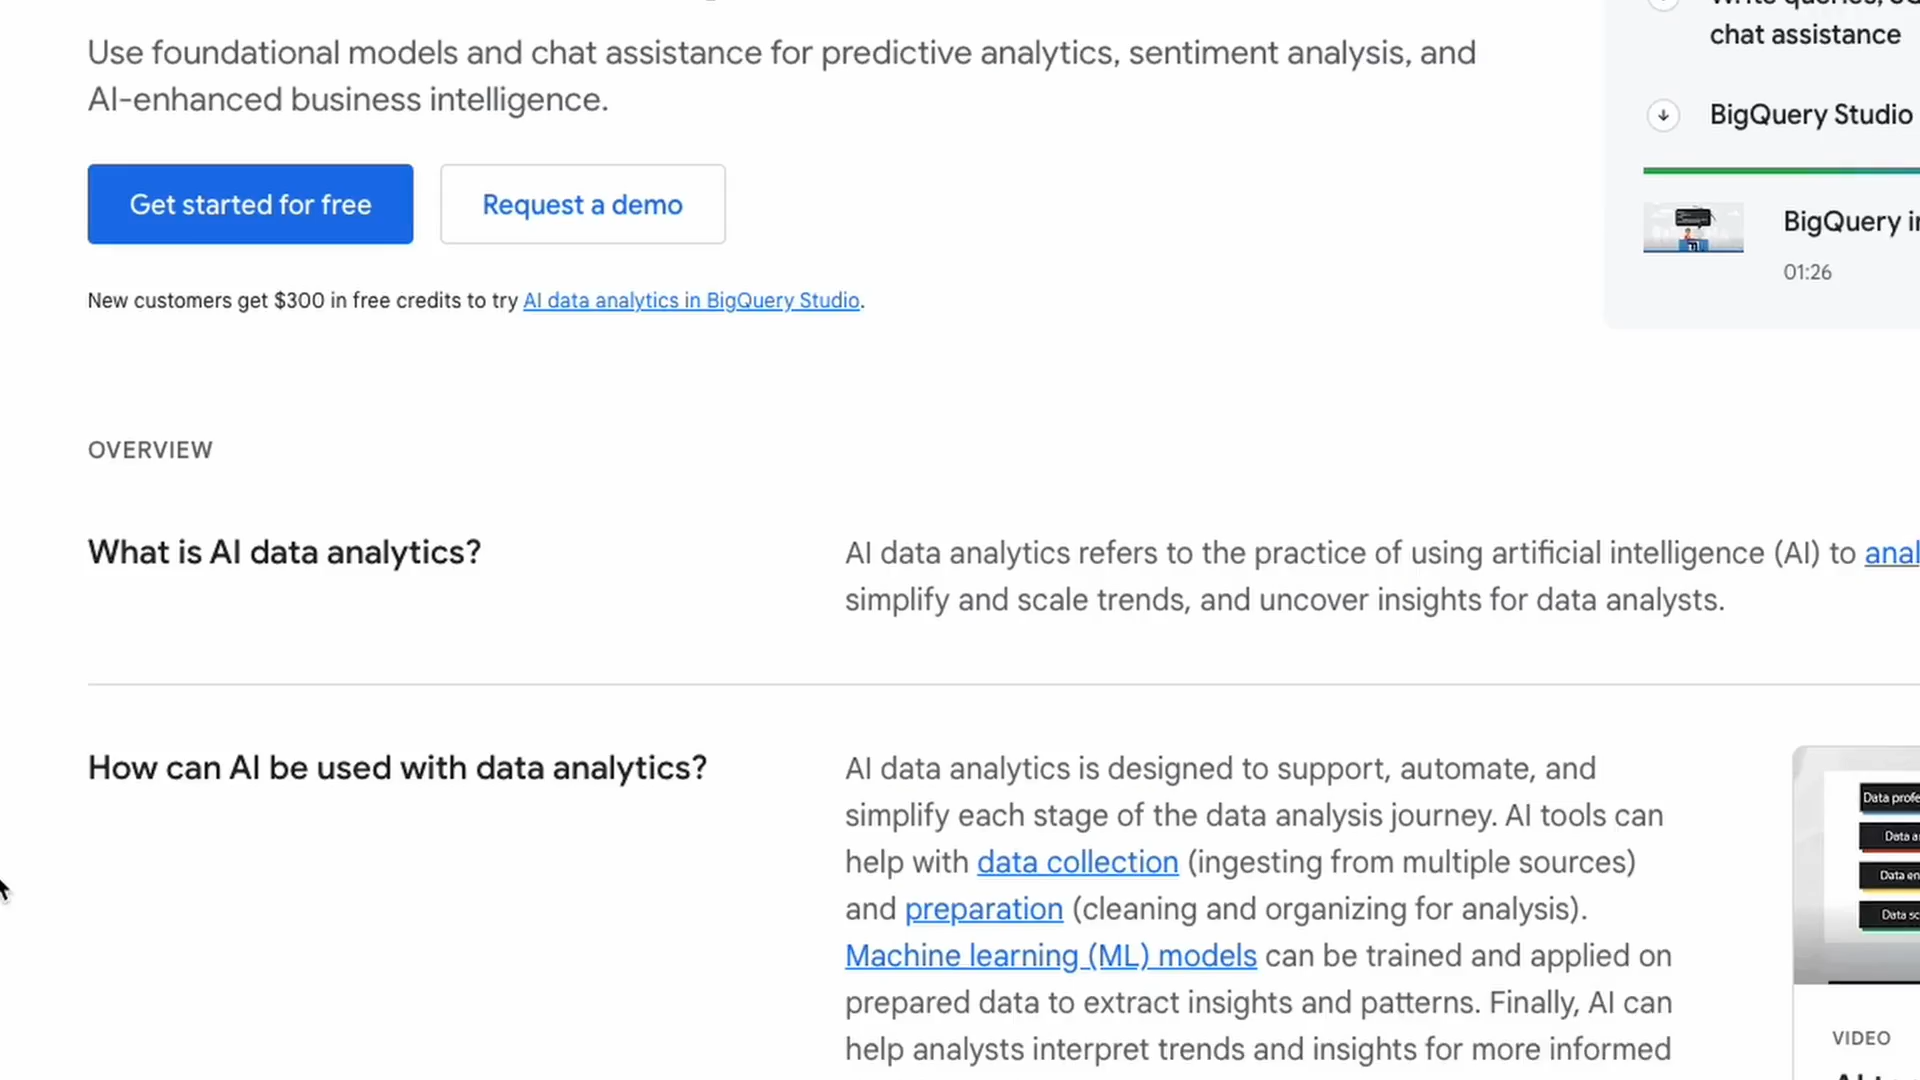 Use foundational models and chat assistance for predictive analytics, sentiment analysis, and
AI-enhanced business intelligence.
Get started for free
Request a demo
New customers get $300 in free credits to try AI data analytics in BigQuery Studio.
chat assistance
BigQuery Studio
BigQuery
01:26
OVERVIEW
What is AI data analytics?
AI data analytics refers to the practice of using artificial intelligence (AI) to
simplify and scale trends, and uncover insights for data analysts.
How can AI be used with data analytics?
AI data analytics is designed to support, automate, and
simplify each stage of the data analysis journey. AI tools can
help with data collection (ingesting from multiple sources)
and preparation (cleaning and organizing for analysis).
Machine learning (ML) models can be trained and applied on
prepared data to extract insights and patterns. Finally, AI can
help analysts interpret trends and insights for more informed
Data
Data
Data
Data
VIDEO